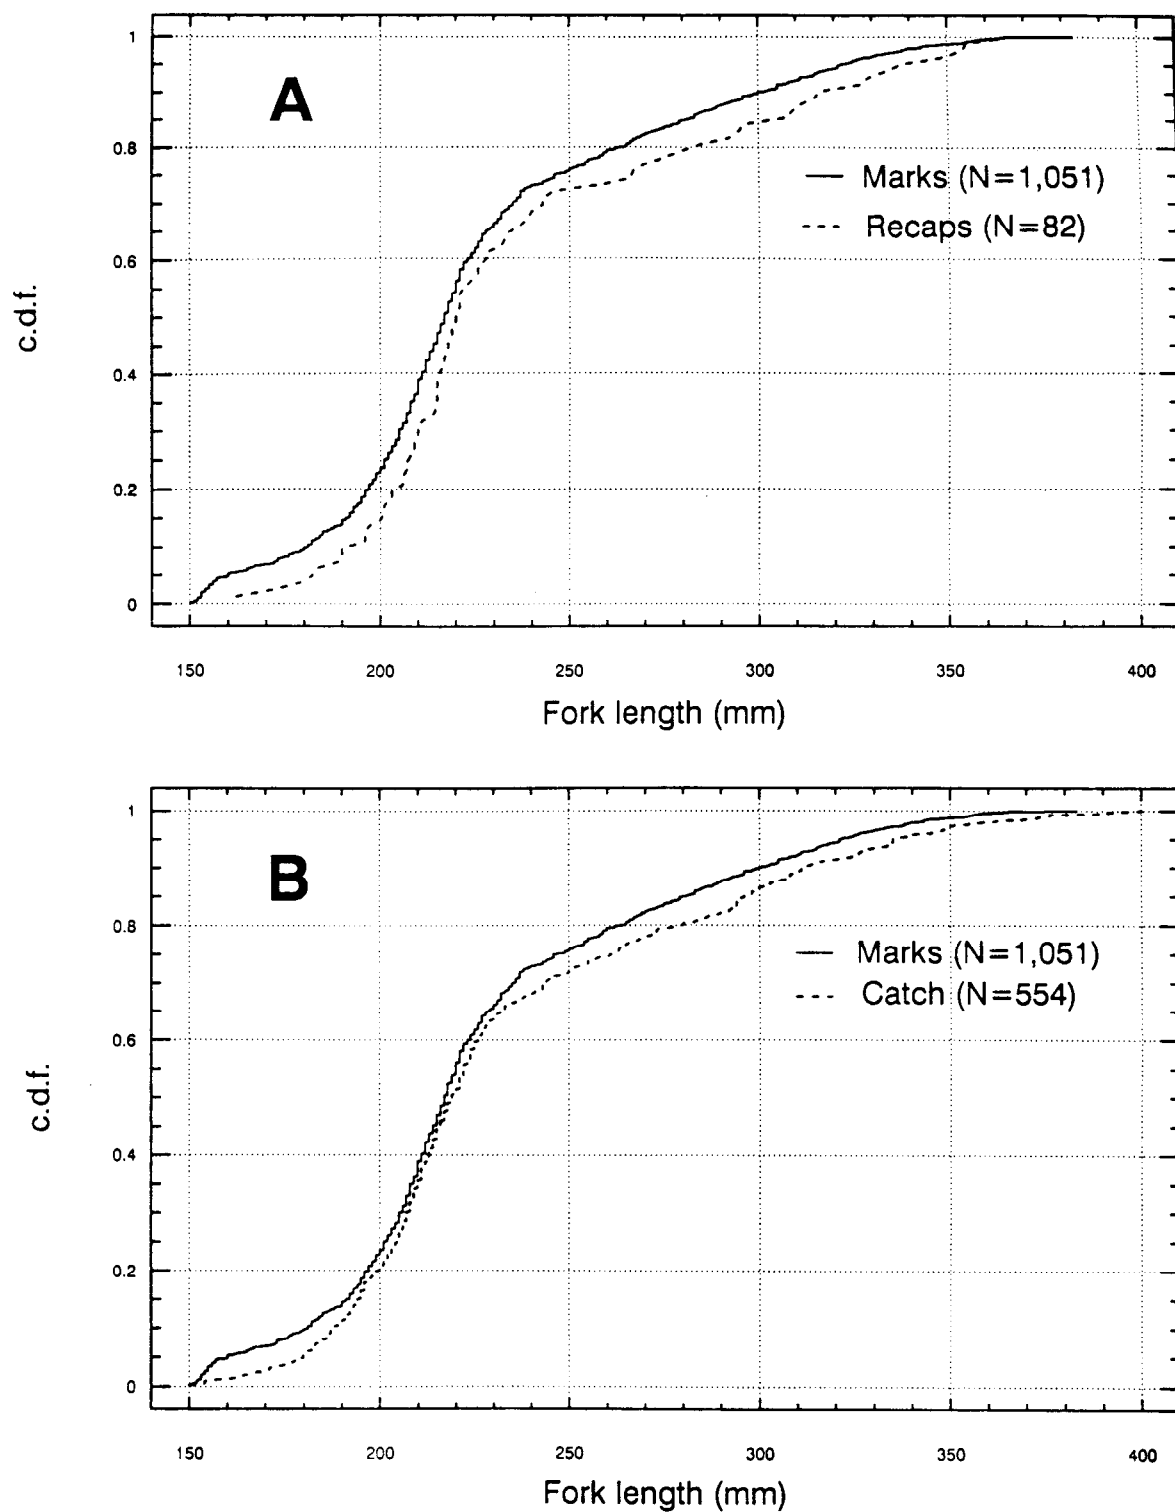 A
1
0.8
0.6
0.4
0.2
0
c.d.f.
Marks (N=1,051)
Recaps (N=82)
150 200 250 300 350 400
Fork length (mm)
B
1
0.8
0.6
0.4
0.2
0
c.d.f.
Marks (N=1,051)
Catch (N=554)
150 200 250 300 350 400
Fork length (mm)